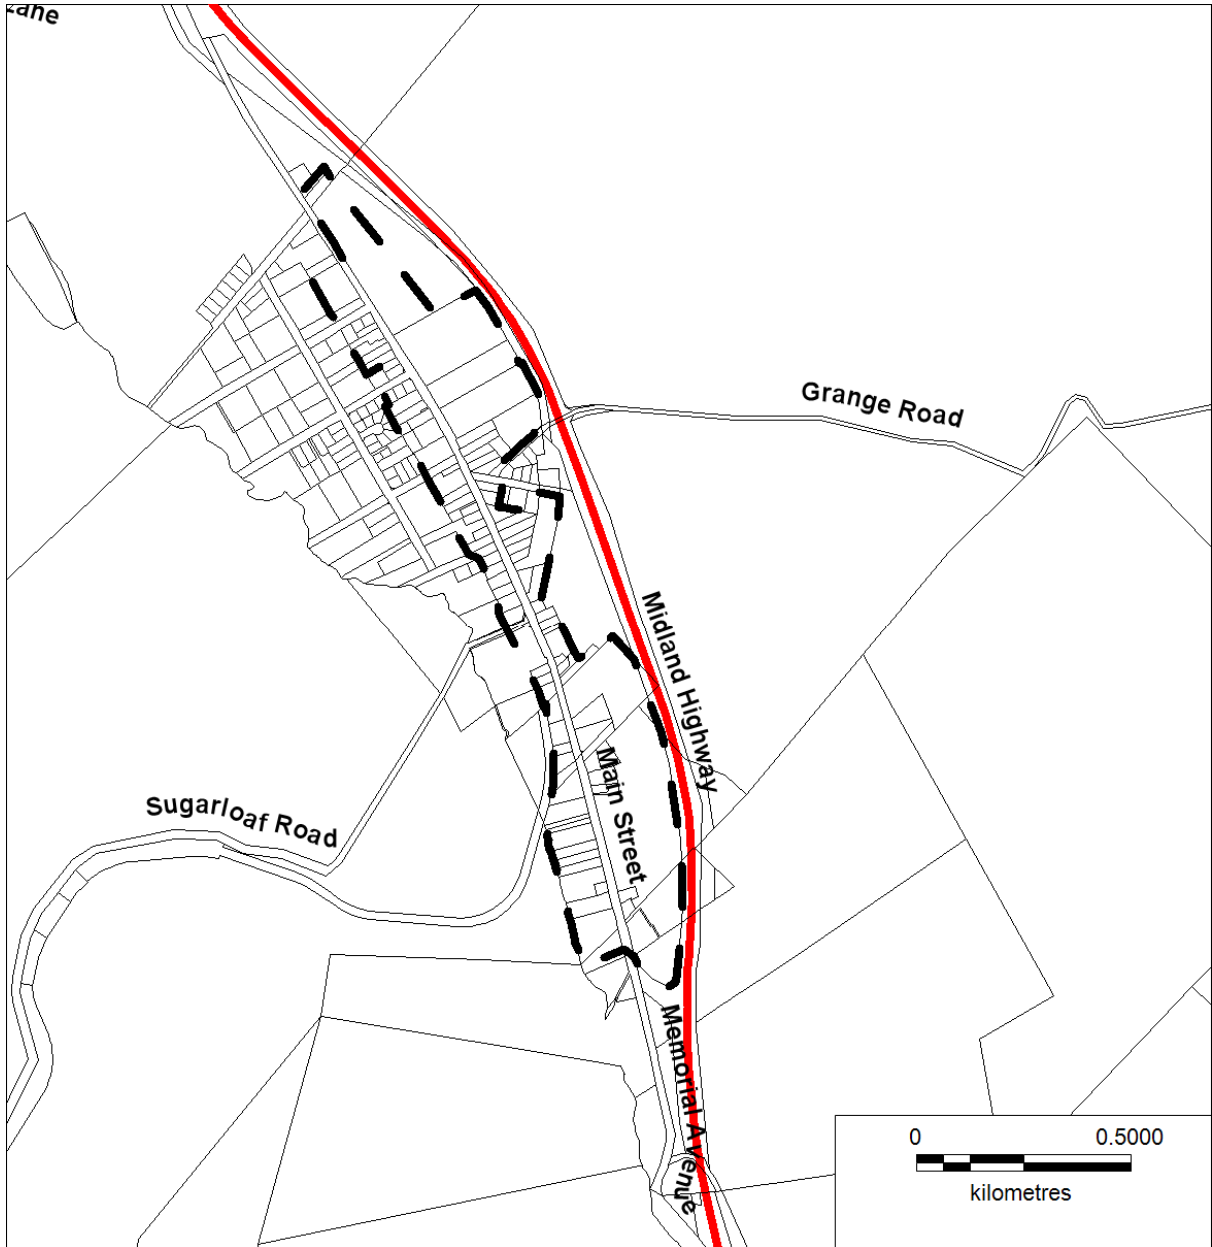 Grange Road
Midland Highway
Main Street
Sugarloaf Road
Memorial Avenue
0 0.5000
kilometres